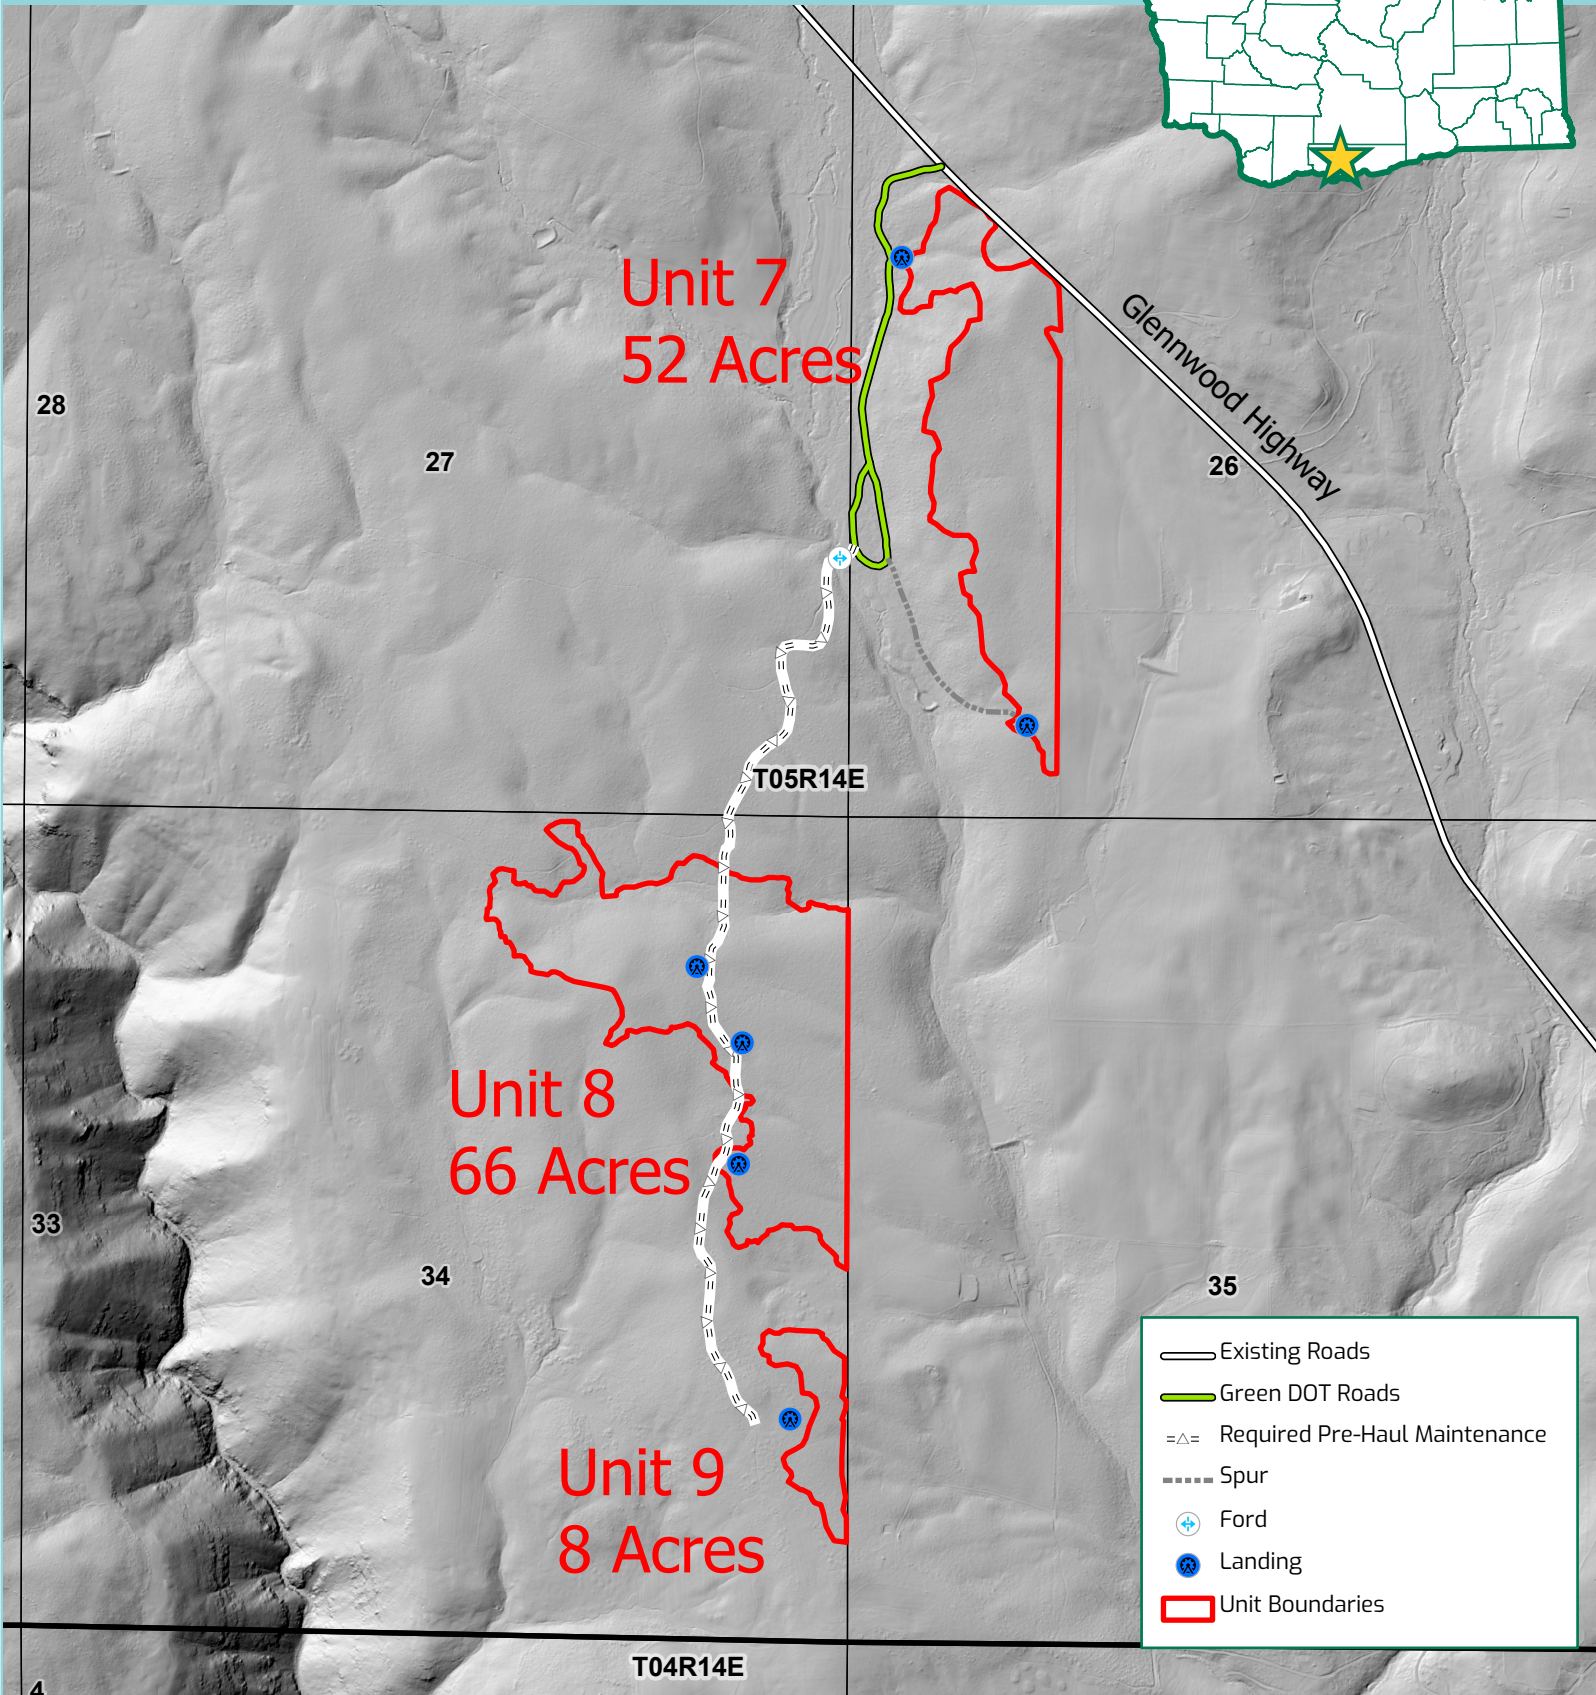 Unit 7
52 Acres
Glennwood Highway
28
27
26
T05R14E
Unit 8
66 Acres
33
34
35
Unit 9
8 Acres
Existing Roads
Green DOT Roads
Required Pre-Haul Maintenance
Spur
Ford
Landing
Unit Boundaries
T04R14E
4